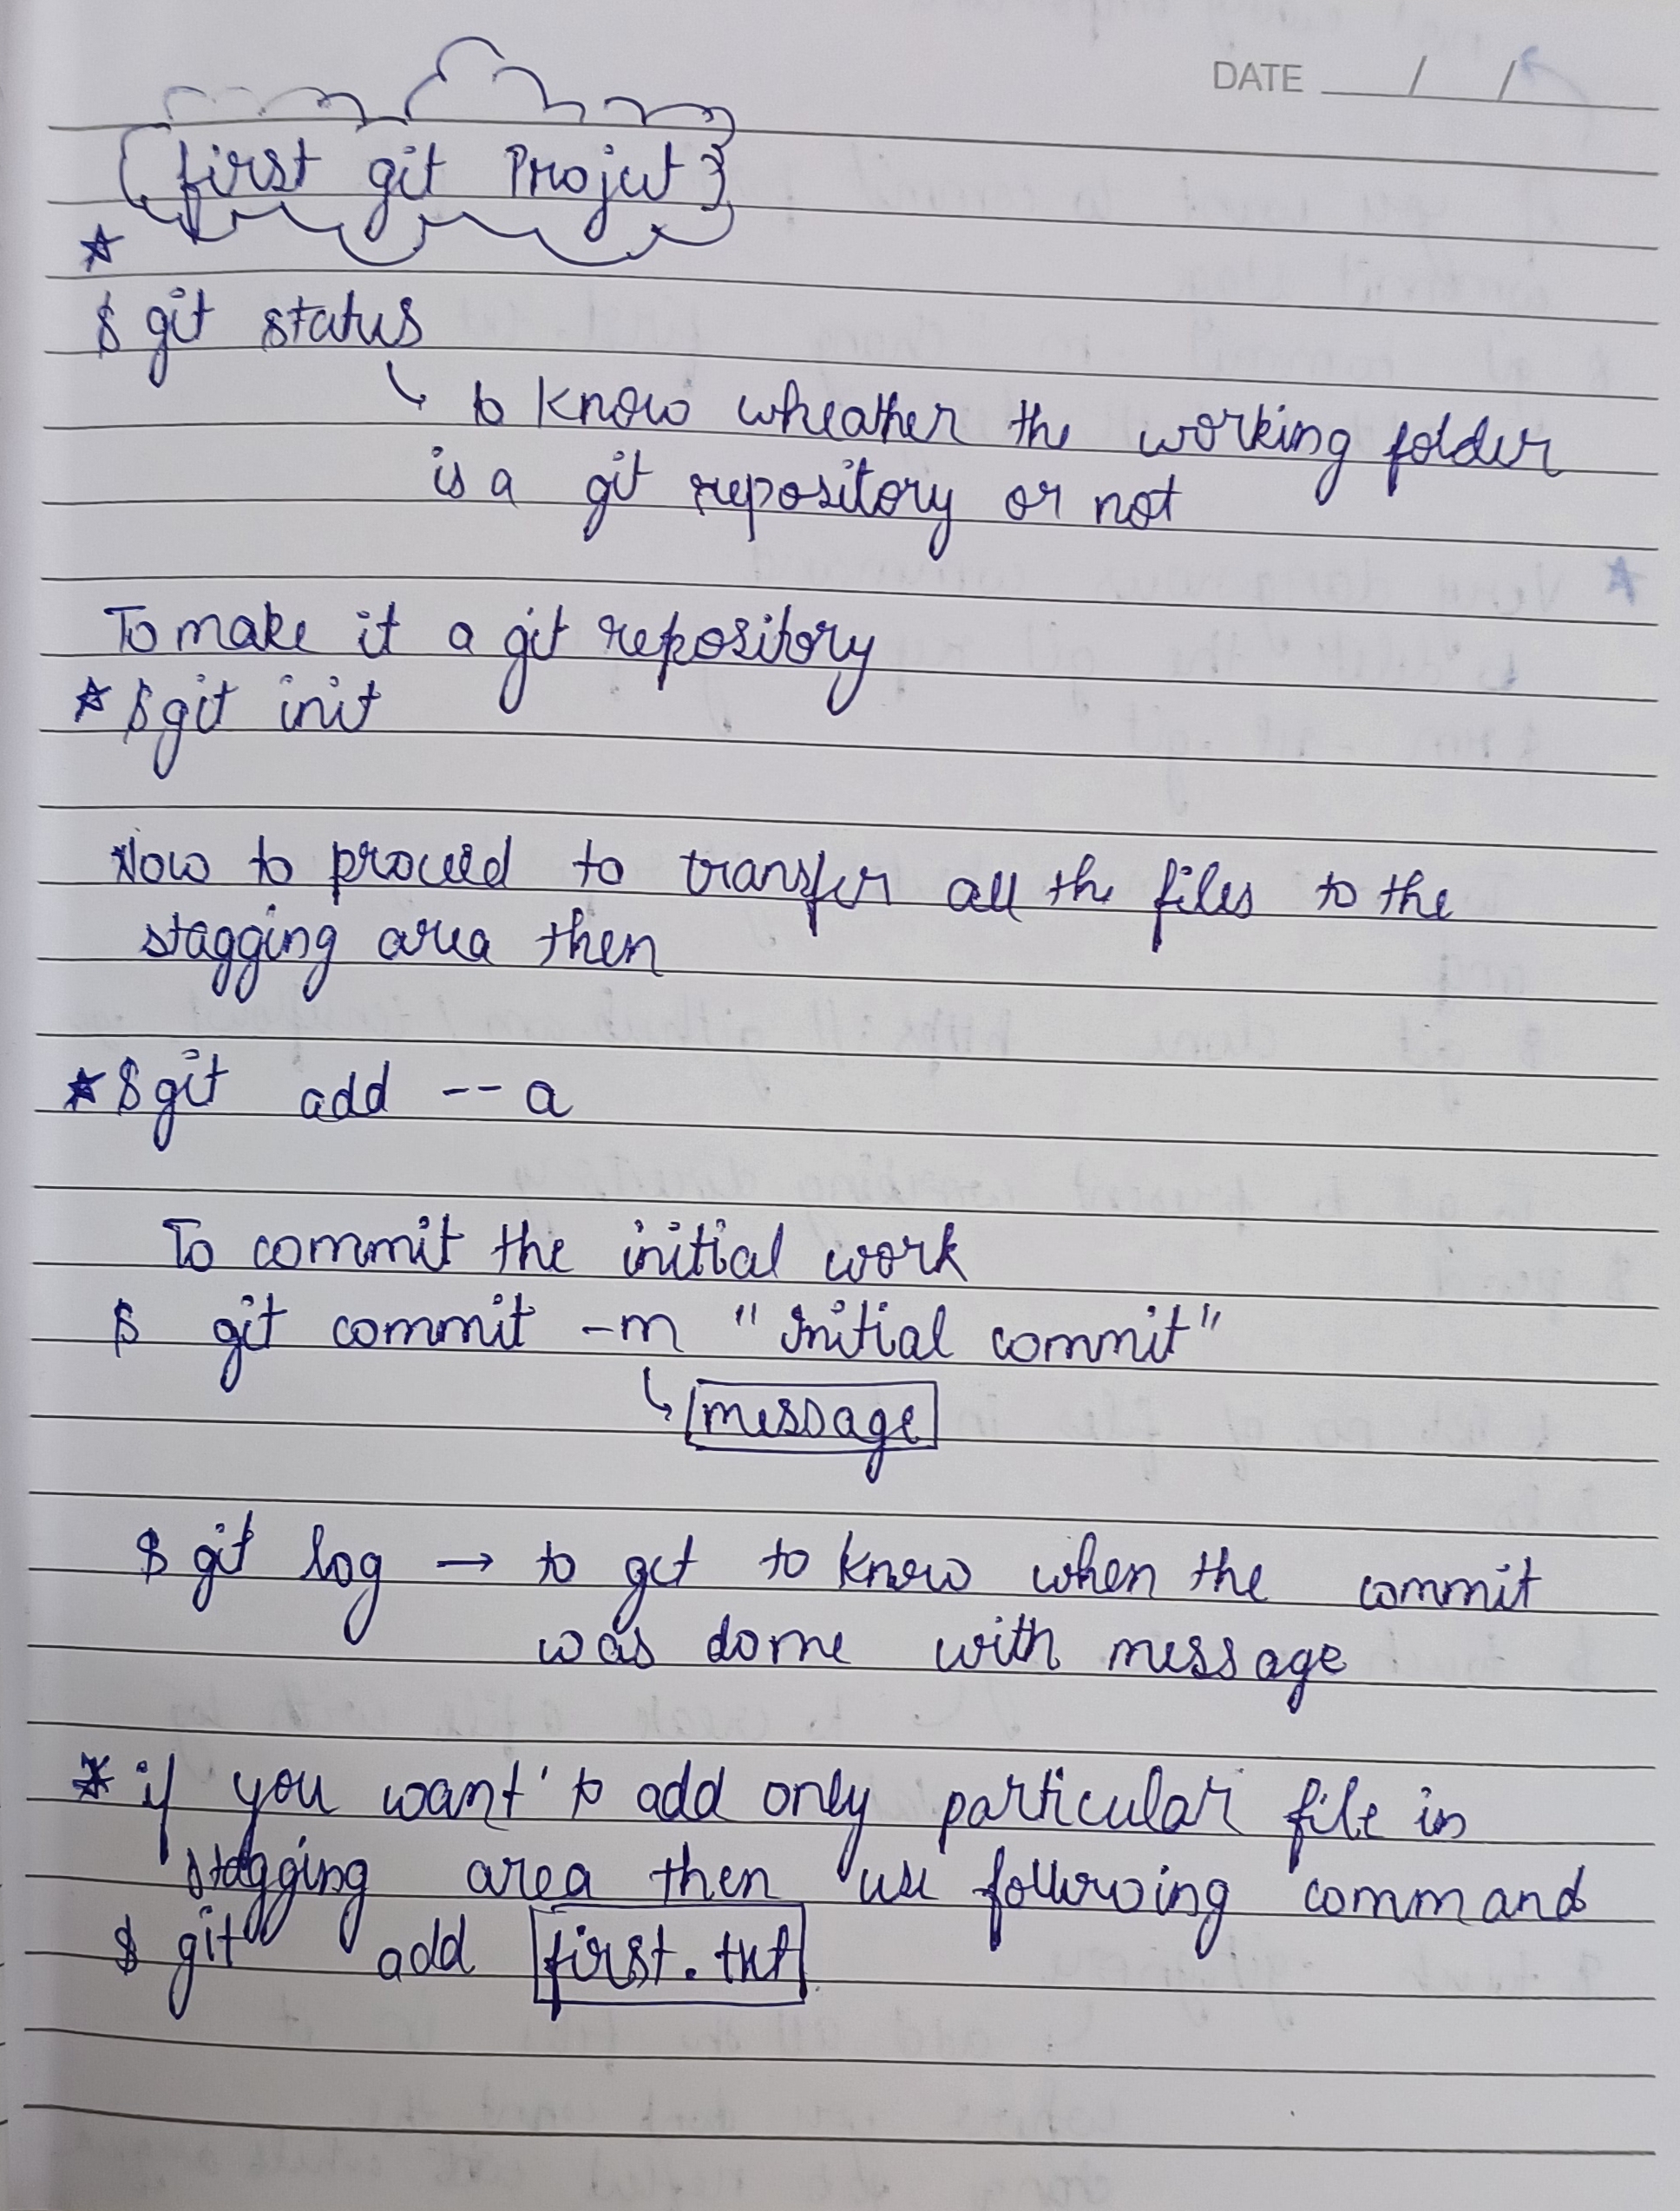 DATE / /
first git Project
☆
$ git status
↳ to know wheather the working folder
is a git repository or not
To make it a git repository
☆ $ git init
Now to proceed to transfer all the files to the
stagging area then
☆ $ git add --a
To commit the initial work
$ git commit -m "Initial commit"
↳ message
$ git log → to get to know when the commit
was dome with message
* if you want to add only particular file in
stagging area then use following command
$ git add first.txt